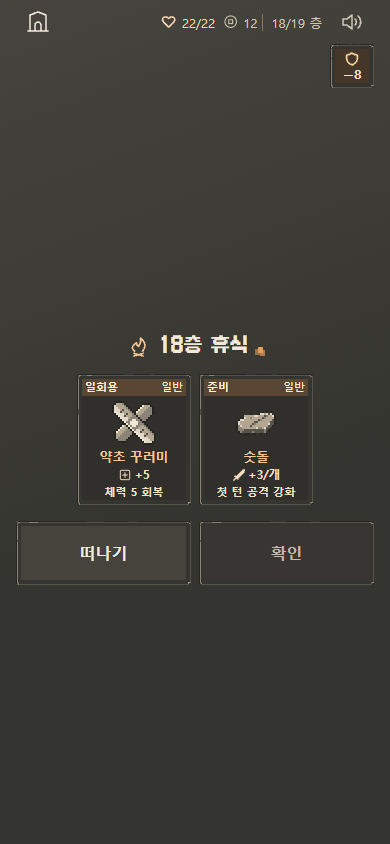 22/22 12 18/19 층
–8
18층 휴식
일회용 일반
약초 꾸러미
+5
체력 5 회복
준비 일반
숫돌
+3/개
첫 턴 공격 강화
떠나기
확인